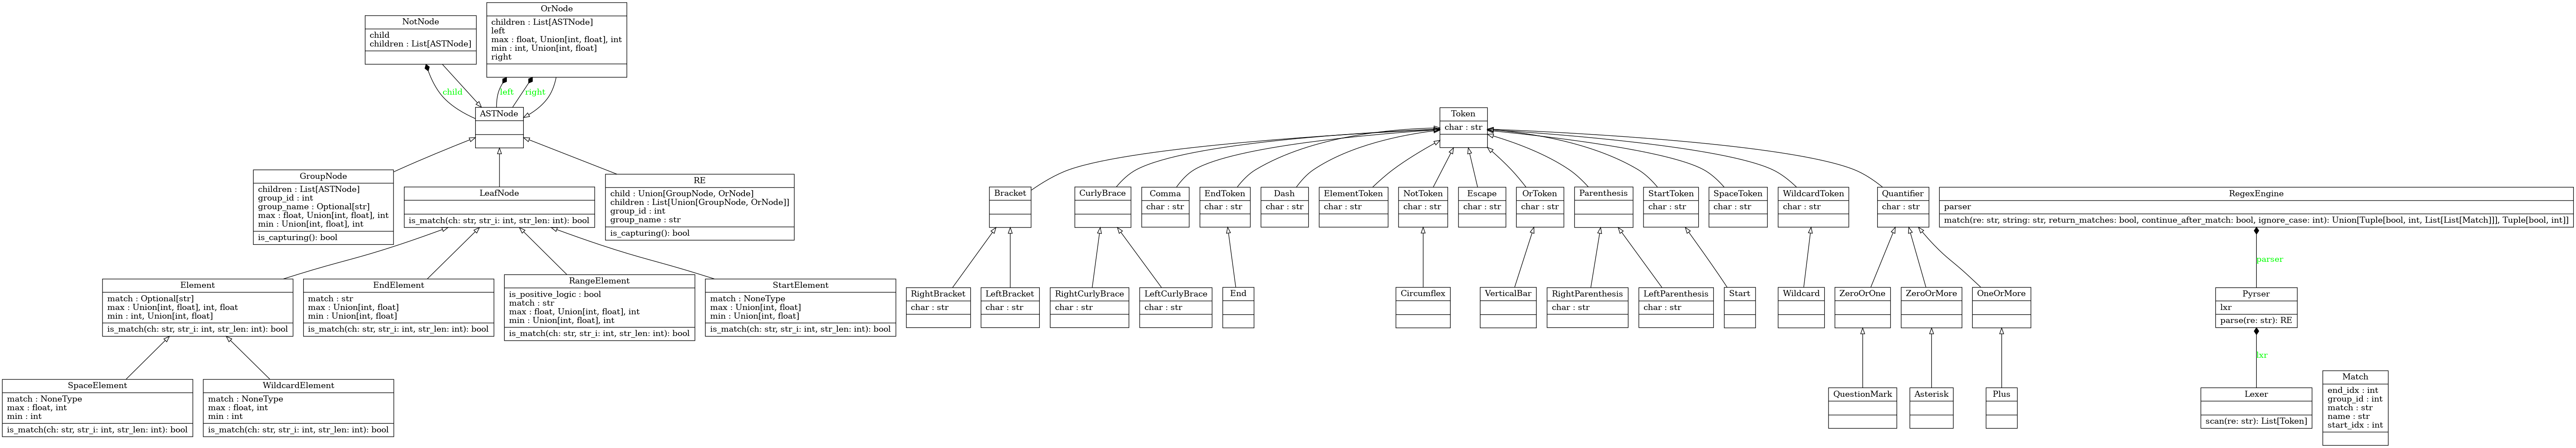 NotNode
child
children : List[ASTNode]
OrNode
children : List[ASTNode]
left
max : float, Union[int, float], int
min : int, Union[int, float]
right
child
left
right
ASTNode
Token
char : str
GroupNode
children : List[ASTNode]
group_id : int
group_name : Optional[str]
max : float, Union[int, float], int
min : Union[int, float], int
is_capturing(): bool
LeafNode
is_match(ch: str, str_i: int, str_len: int): bool
RE
child : Union[GroupNode, OrNode]
children : List[Union[GroupNode, OrNode]]
group_id : int
group_name : str
is_capturing(): bool
Bracket
CurlyBrace
Comma
char : str
EndToken
char : str
Dash
char : str
ElementToken
char : str
NotToken
char : str
Escape
char : str
OrToken
char : str
Parenthesis
StartToken
char : str
SpaceToken
char : str
WildcardToken
char : str
Quantifier
char : str
RegexEngine
parser
match(re: str, string: str, return_matches: bool, continue_after_match: bool, ignore_case: int): Union[Tuple[bool, int, List[List[Match]]], Tuple[bool, int]]
parser
Element
match : Optional[str]
max : Union[int, float], int, float
min : int, Union[int, float]
is_match(ch: str, str_i: int, str_len: int): bool
EndElement
match : str
max : Union[int, float]
min : Union[int, float]
is_match(ch: str, str_i: int, str_len: int): bool
RangeElement
is_positive_logic : bool
match : str
max : float, Union[int, float], int
min : Union[int, float], int
is_match(ch: str, str_i: int, str_len: int): bool
StartElement
match : NoneType
max : Union[int, float]
min : Union[int, float]
is_match(ch: str, str_i: int, str_len: int): bool
RightBracket
char : str
LeftBracket
char : str
RightCurlyBrace
char : str
LeftCurlyBrace
char : str
End
Circumflex
VerticalBar
RightParenthesis
char : str
LeftParenthesis
char : str
Start
Wildcard
ZeroOrOne
ZeroOrMore
OneOrMore
Pyrser
lxr
parse(re: str): RE
lxr
SpaceElement
match : NoneType
max : float, int
min : int
is_match(ch: str, str_i: int, str_len: int): bool
WildcardElement
match : NoneType
max : float, int
min : int
is_match(ch: str, str_i: int, str_len: int): bool
QuestionMark
Asterisk
Plus
Lexer
scan(re: str): List[Token]
Match
end_idx : int
group_id : int
match : str
name : str
start_idx : int